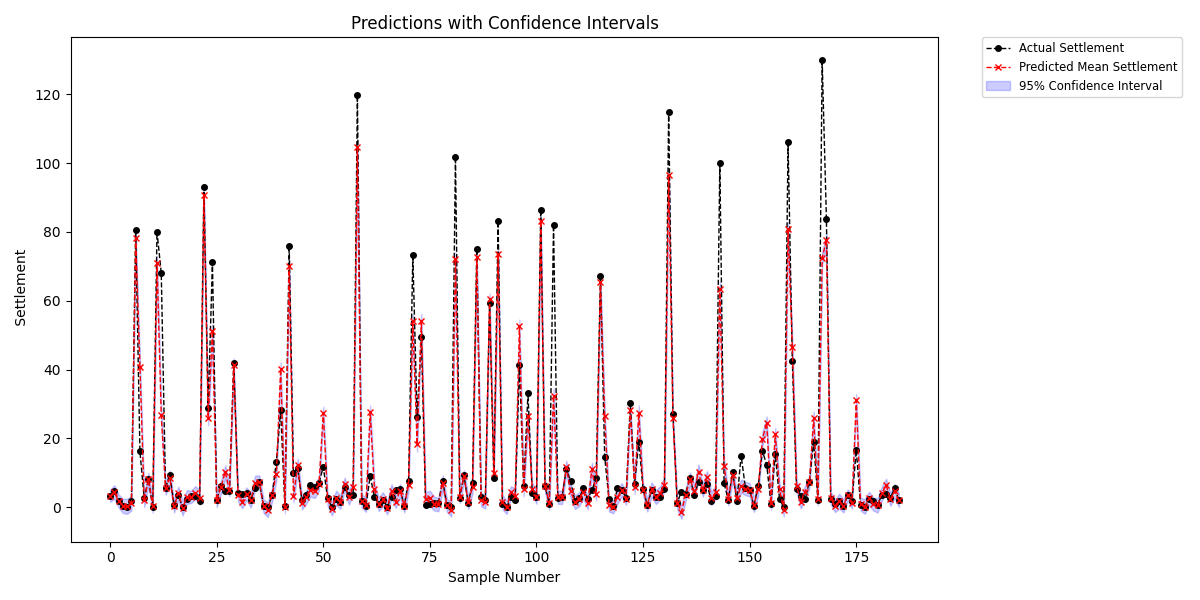 Predictions with Confidence Intervals
Actual Settlement
Predicted Mean Settlement
95% Confidence Interval
Settlement
120
100
80
60
40
20
0
0 25 50 75 100 125 150 175
Sample Number